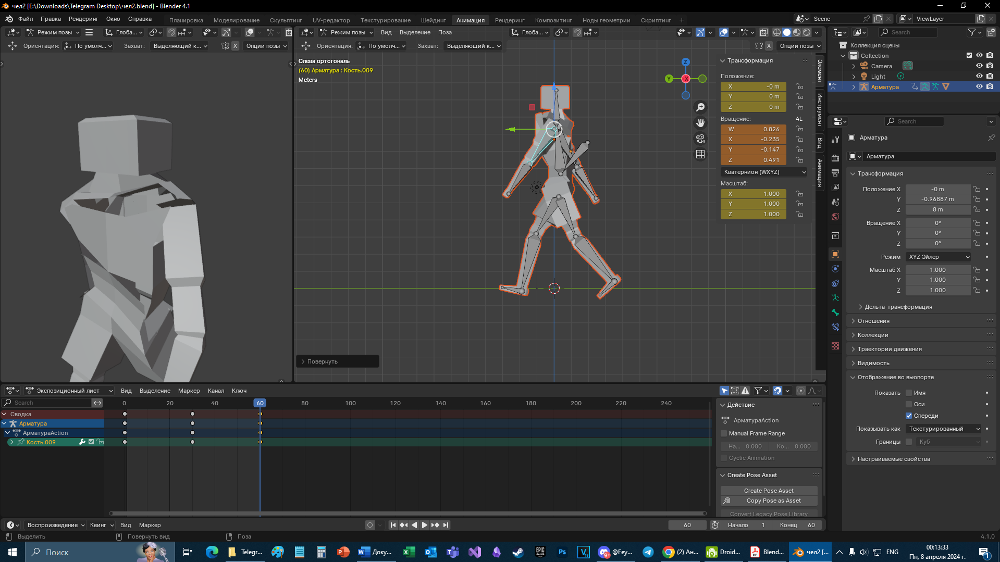 чел2 [E:\Downloads\Telegram Desktop\чел2.blend] - Blender 4.1
Файл Правка Рендеринг Окно Справка
Планировка Моделирование Скульптинг UV-редактор Текстурирование Шейдинг Анимация Рендеринг Композитинг Ноды геометрии Скриптинг +
Scene
ViewLayer
Режим позы
Глоба...
Режим позы Вид Выделение Поза
Глоба...
Search
Ориентация: По умолч... Захват: Выделяющий к... X Опции позы
Ориентация: По умолч... Захват: Выделяющий к... X Опции позы
Слева ортогональ
(60) Арматура : Кость.009
Meters
Z
Y
-X
Трансформация
Положение:
X -0 m
Y 0 m
Z 0 m
Вращение: 4L
W 0.826
X -0.235
Y -0.147
Z 0.491
Кватернион (WXYZ)
Масштаб:
X 1.000
Y 1.000
Z 1.000
Элемент
Инструмент
Вид
Анимация
Повернуть
Коллекция сцены
Collection
Camera
Light
Арматура
Search
Арматура
Арматура
Трансформация
Положение X -0 m
Y -0.96887 m
Z 8 m
Вращение X 0°
Y 0°
Z 0°
Режим XYZ Эйлер
Масштаб X 1.000
Y 1.000
Z 1.000
Дельта-трансформация
Отношения
Коллекции
Траектории движения
Видимость
Отображение во вьюпорте
Показать Имя
Оси
Спереди
Показывать как Текстурированный
Границы Куб
Настраиваемые свойства
Экспозиционный лист Вид Выделение Маркер Канал Ключ
Search
0 20 40 60 80 100 120 140 160 180 200 220 240
Сводка
Арматура
АрматураAction
Кость.009
Действие
АрматураAction
Manual Frame Range
На... 0.000 Ко... 0.000
Cyclic Animation
Create Pose Asset
Create Pose Asset
Copy Pose as Asset
Convert Legacy Pose Library
Воспроизведение Кеинг Вид Маркер
60 Начало 1 Конец 60
Выделить Повернуть вид Поза
4.1.0
Поиск
Telegr...
Доку...
EPIC GAMES
Ps
@Fey...
(2) Ан...
Droid...
Blend...
чел2 [...
ENG
00:13:33
Пн, 8 апреля 2024 г.
1